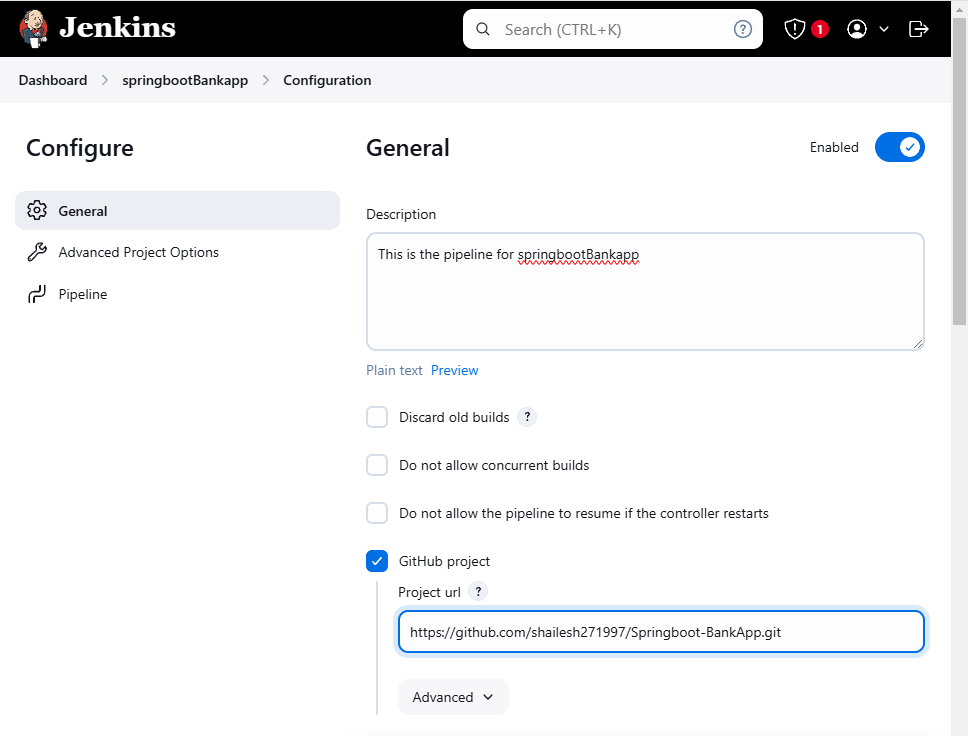 Jenkins
Search (CTRL+K)
?
1
Dashboard > springbootBankapp > Configuration
Configure
General
Advanced Project Options
Pipeline
General
Enabled
Description
This is the pipeline for springbootBankapp
Plain text Preview
Discard old builds ?
Do not allow concurrent builds
Do not allow the pipeline to resume if the controller restarts
GitHub project
Project url ?
https://github.com/shailesh271997/Springboot-BankApp.git
Advanced